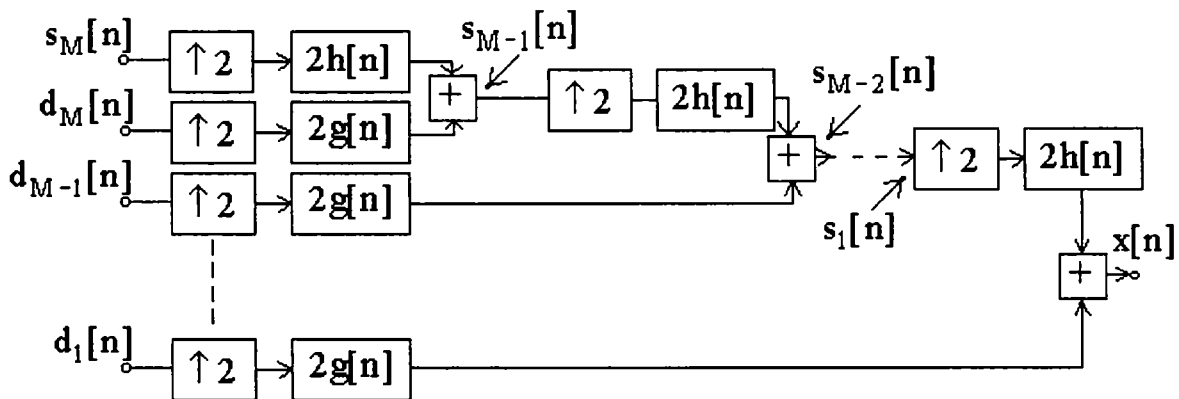 s_M[n] ↑2 2h[n] + s_{M-1}[n] ↑2 2h[n] s_{M-2}[n]
d_M[n] ↑2 2g[n] + ↑2 2h[n]
d_{M-1}[n] ↑2 2g[n] s_1[n] + x[n]
d_1[n] ↑2 2g[n]